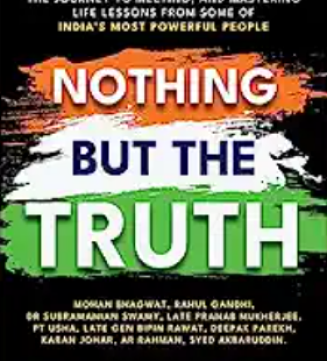 THE JOURNEY TO MEETING, AND MASTERING
LIFE LESSONS FROM SOME OF
INDIA'S MOST POWERFUL PEOPLE
NOTHING
BUT THE
TRUTH
MOHAN BHAGWAT, RAHUL GANDHI,
DR SUBRAMANIAN SWAMY, LATE PRANAB MUKHERJEE,
PT USHA, LATE GEN BIPIN RAWAT, DEEPAK PAREKH,
KARAN JOHAR, AR RAHMAN, SYED AKBARUDDIN.